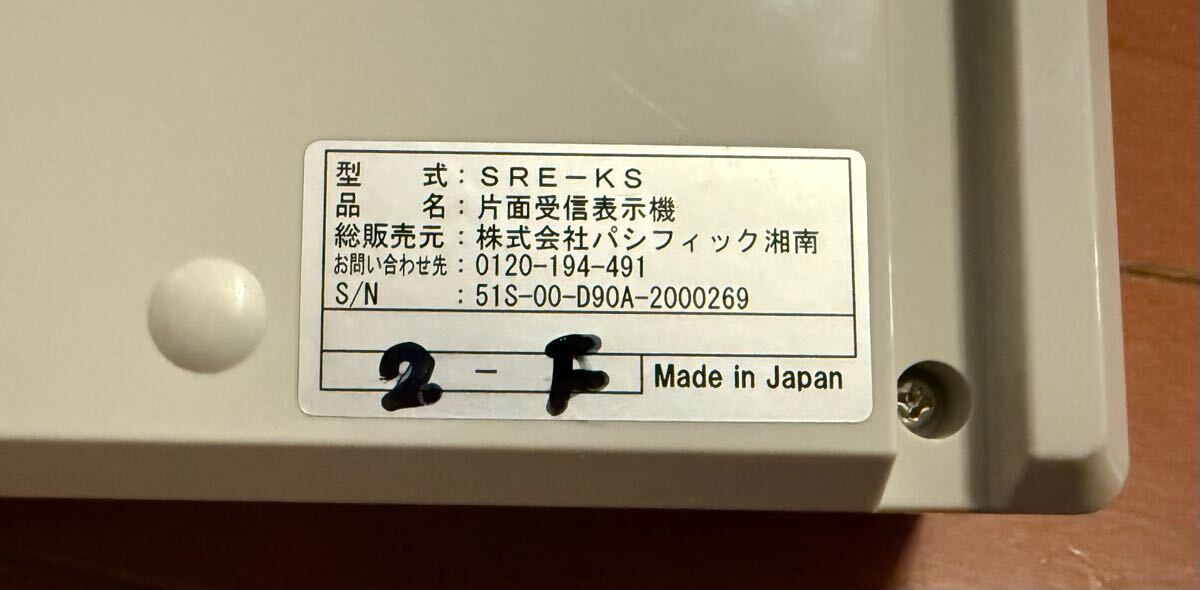 型　　式：ＳＲＥ－ＫＳ
品　　名：片面受信表示機
総販売元：株式会社パシフィック湘南
お問い合わせ先：0120-194-491
S/N　　：51S-00-D90A-2000269
2 - F
Made in Japan